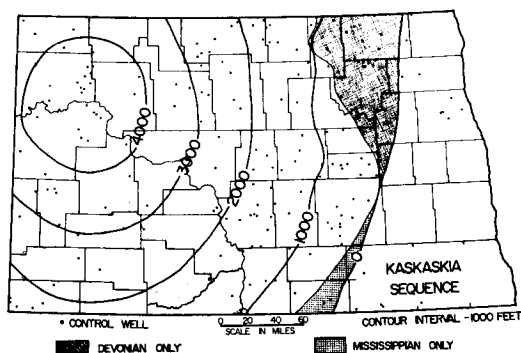 4000
3000
2000
1000
0
KASKASKIA
SEQUENCE
• CONTROL WELL
0 20 40 60
SCALE IN MILES
CONTOUR INTERVAL -1000 FEET
DEVONIAN ONLY
MISSISSIPPIAN ONLY